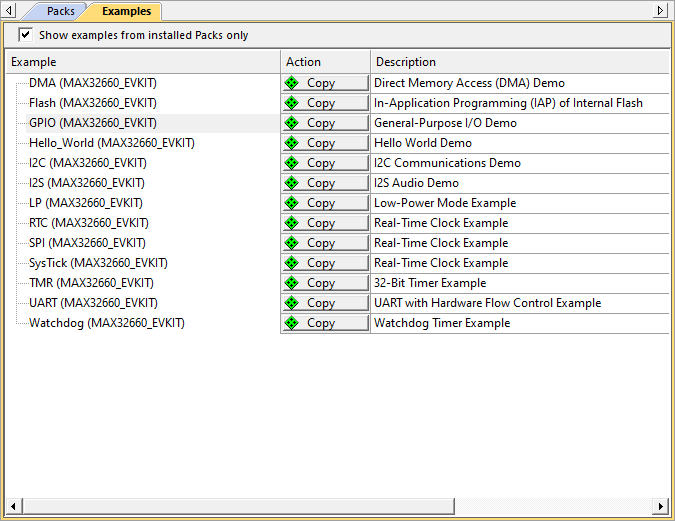 Packs Examples
Show examples from installed Packs only
Example Action Description
DMA (MAX32660_EVKIT) Copy Direct Memory Access (DMA) Demo
Flash (MAX32660_EVKIT) Copy In-Application Programming (IAP) of Internal Flash
GPIO (MAX32660_EVKIT) Copy General-Purpose I/O Demo
Hello_World (MAX32660_EVKIT) Copy Hello World Demo
I2C (MAX32660_EVKIT) Copy I2C Communications Demo
I2S (MAX32660_EVKIT) Copy I2S Audio Demo
LP (MAX32660_EVKIT) Copy Low-Power Mode Example
RTC (MAX32660_EVKIT) Copy Real-Time Clock Example
SPI (MAX32660_EVKIT) Copy Real-Time Clock Example
SysTick (MAX32660_EVKIT) Copy Real-Time Clock Example
TMR (MAX32660_EVKIT) Copy 32-Bit Timer Example
UART (MAX32660_EVKIT) Copy UART with Hardware Flow Control Example
Watchdog (MAX32660_EVKIT) Copy Watchdog Timer Example